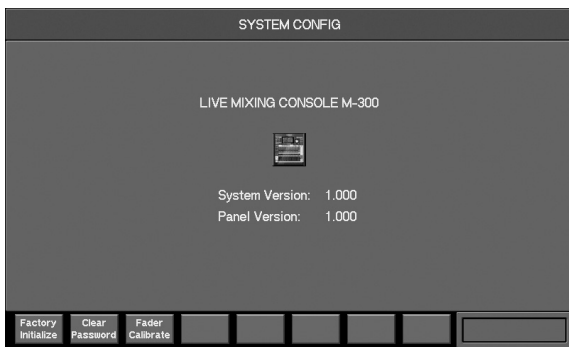 SYSTEM CONFIG
LIVE MIXING CONSOLE M-300
System Version: 1.000
Panel Version: 1.000
Factory Initialize
Clear Password
Fader Calibrate